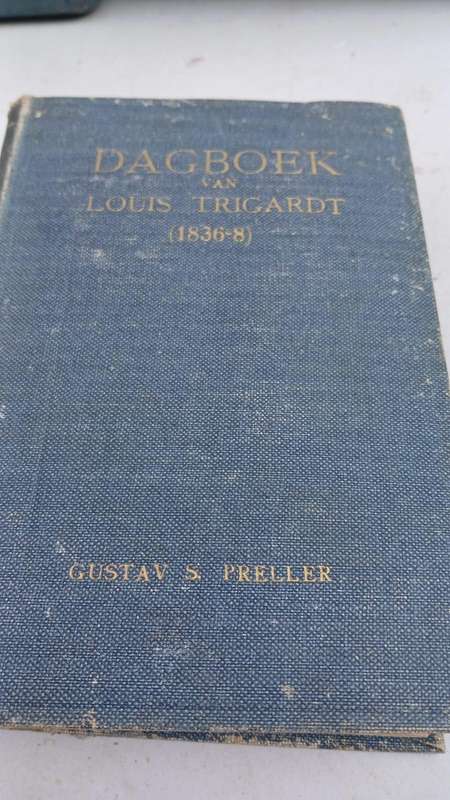 DAGBOEK
VAN
LOUIS TRIGARDT
(1836-8)
GUSTAV S. PRELLER